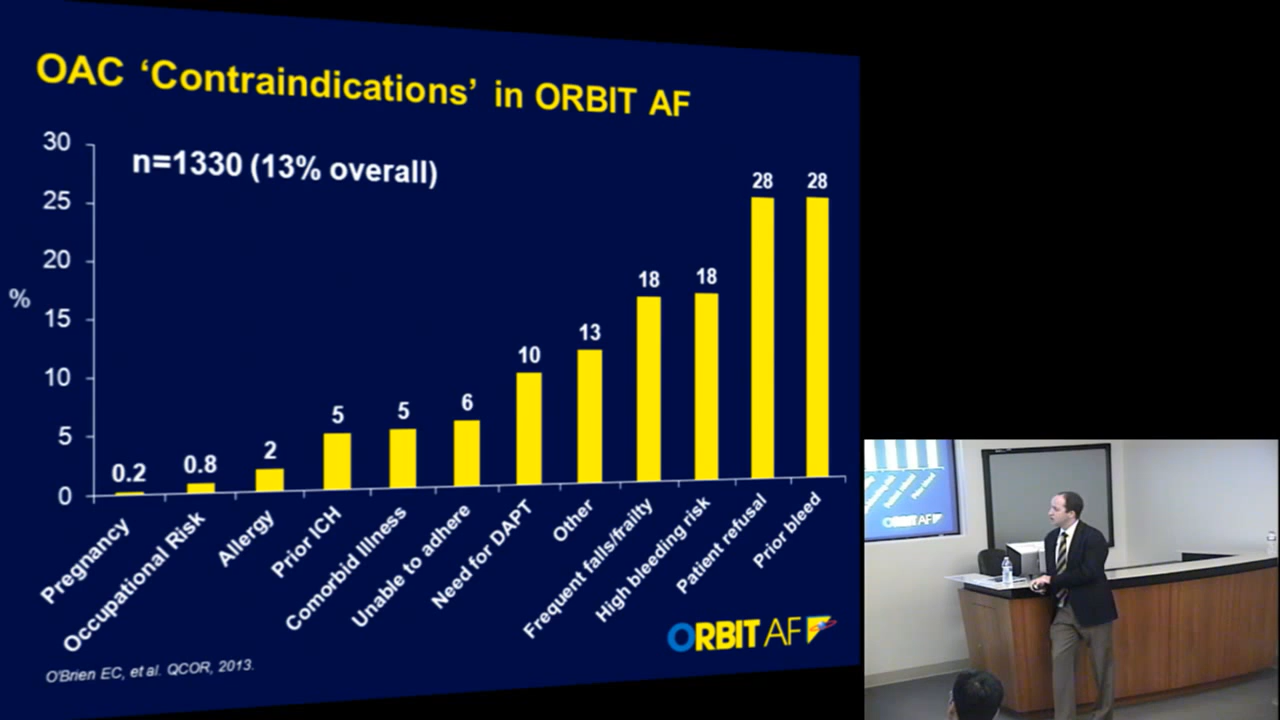 OAC ‘Contraindications’ in ORBIT AF
n=1330 (13% overall)
30
25
20
15
10
5
0
%
0.2
0.8
2
5
5
6
10
13
18
18
28
28
Pregnancy
Occupational Risk
Allergy
Prior ICH
Comorbid Illness
Unable to adhere
Need for DAPT
Other
Frequent falls/frailty
High bleeding risk
Patient refusal
Prior bleed
ORBIT AF
O'Brien EC, et al. QCOR, 2013.
ORBIT AF